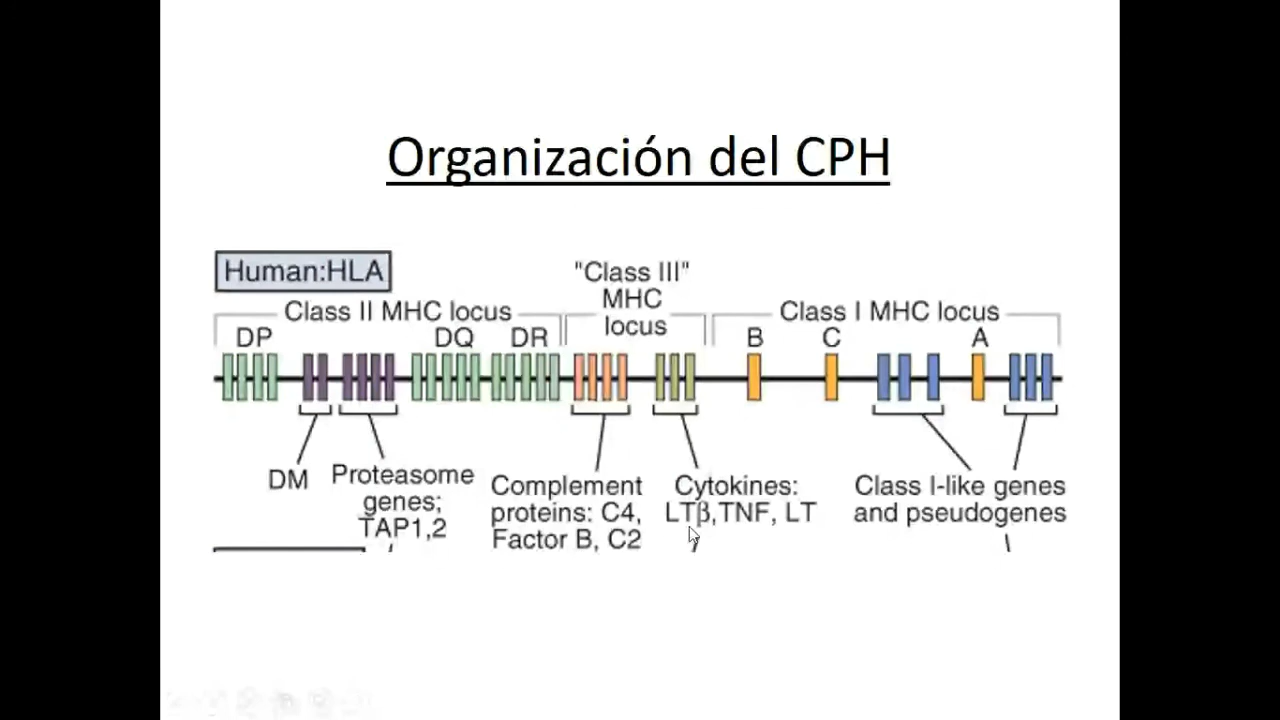 Organización del CPH
Human:HLA
"Class III"
MHC
locus
Class II MHC locus
Class I MHC locus
DP
DQ
DR
B
C
A
DM
Proteasome
genes;
TAP1,2
Complement
proteins: C4,
Factor B, C2
Cytokines:
LTβ,TNF, LT
Class I-like genes
and pseudogenes